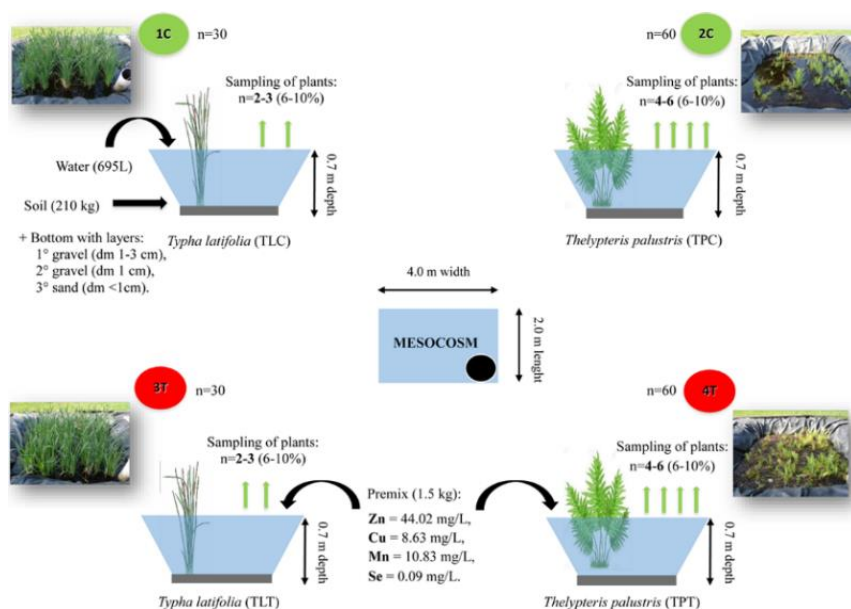 1C
n=30
Sampling of plants:
n=2-3 (6-10%)
Water (695L)
Soil (210 kg)
0.7 m depth
Typha latifolia (TLC)
+ Bottom with layers:
1° gravel (dm 1-3 cm),
2° gravel (dm 1 cm),
3° sand (dm <1cm).
n=60
2C
Sampling of plants:
n=4-6 (6-10%)
0.7 m depth
Thelypteris palustris (TPC)
4.0 m width
MESOCOSM
2.0 m lenght
3T
n=30
Sampling of plants:
n=2-3 (6-10%)
0.7 m depth
Typha latifolia (TLT)
Premix (1.5 kg):
Zn = 44.02 mg/L,
Cu = 8.63 mg/L,
Mn = 10.83 mg/L,
Se = 0.09 mg/L.
n=60
4T
Sampling of plants:
n=4-6 (6-10%)
0.7 m depth
Thelypteris palustris (TPT)